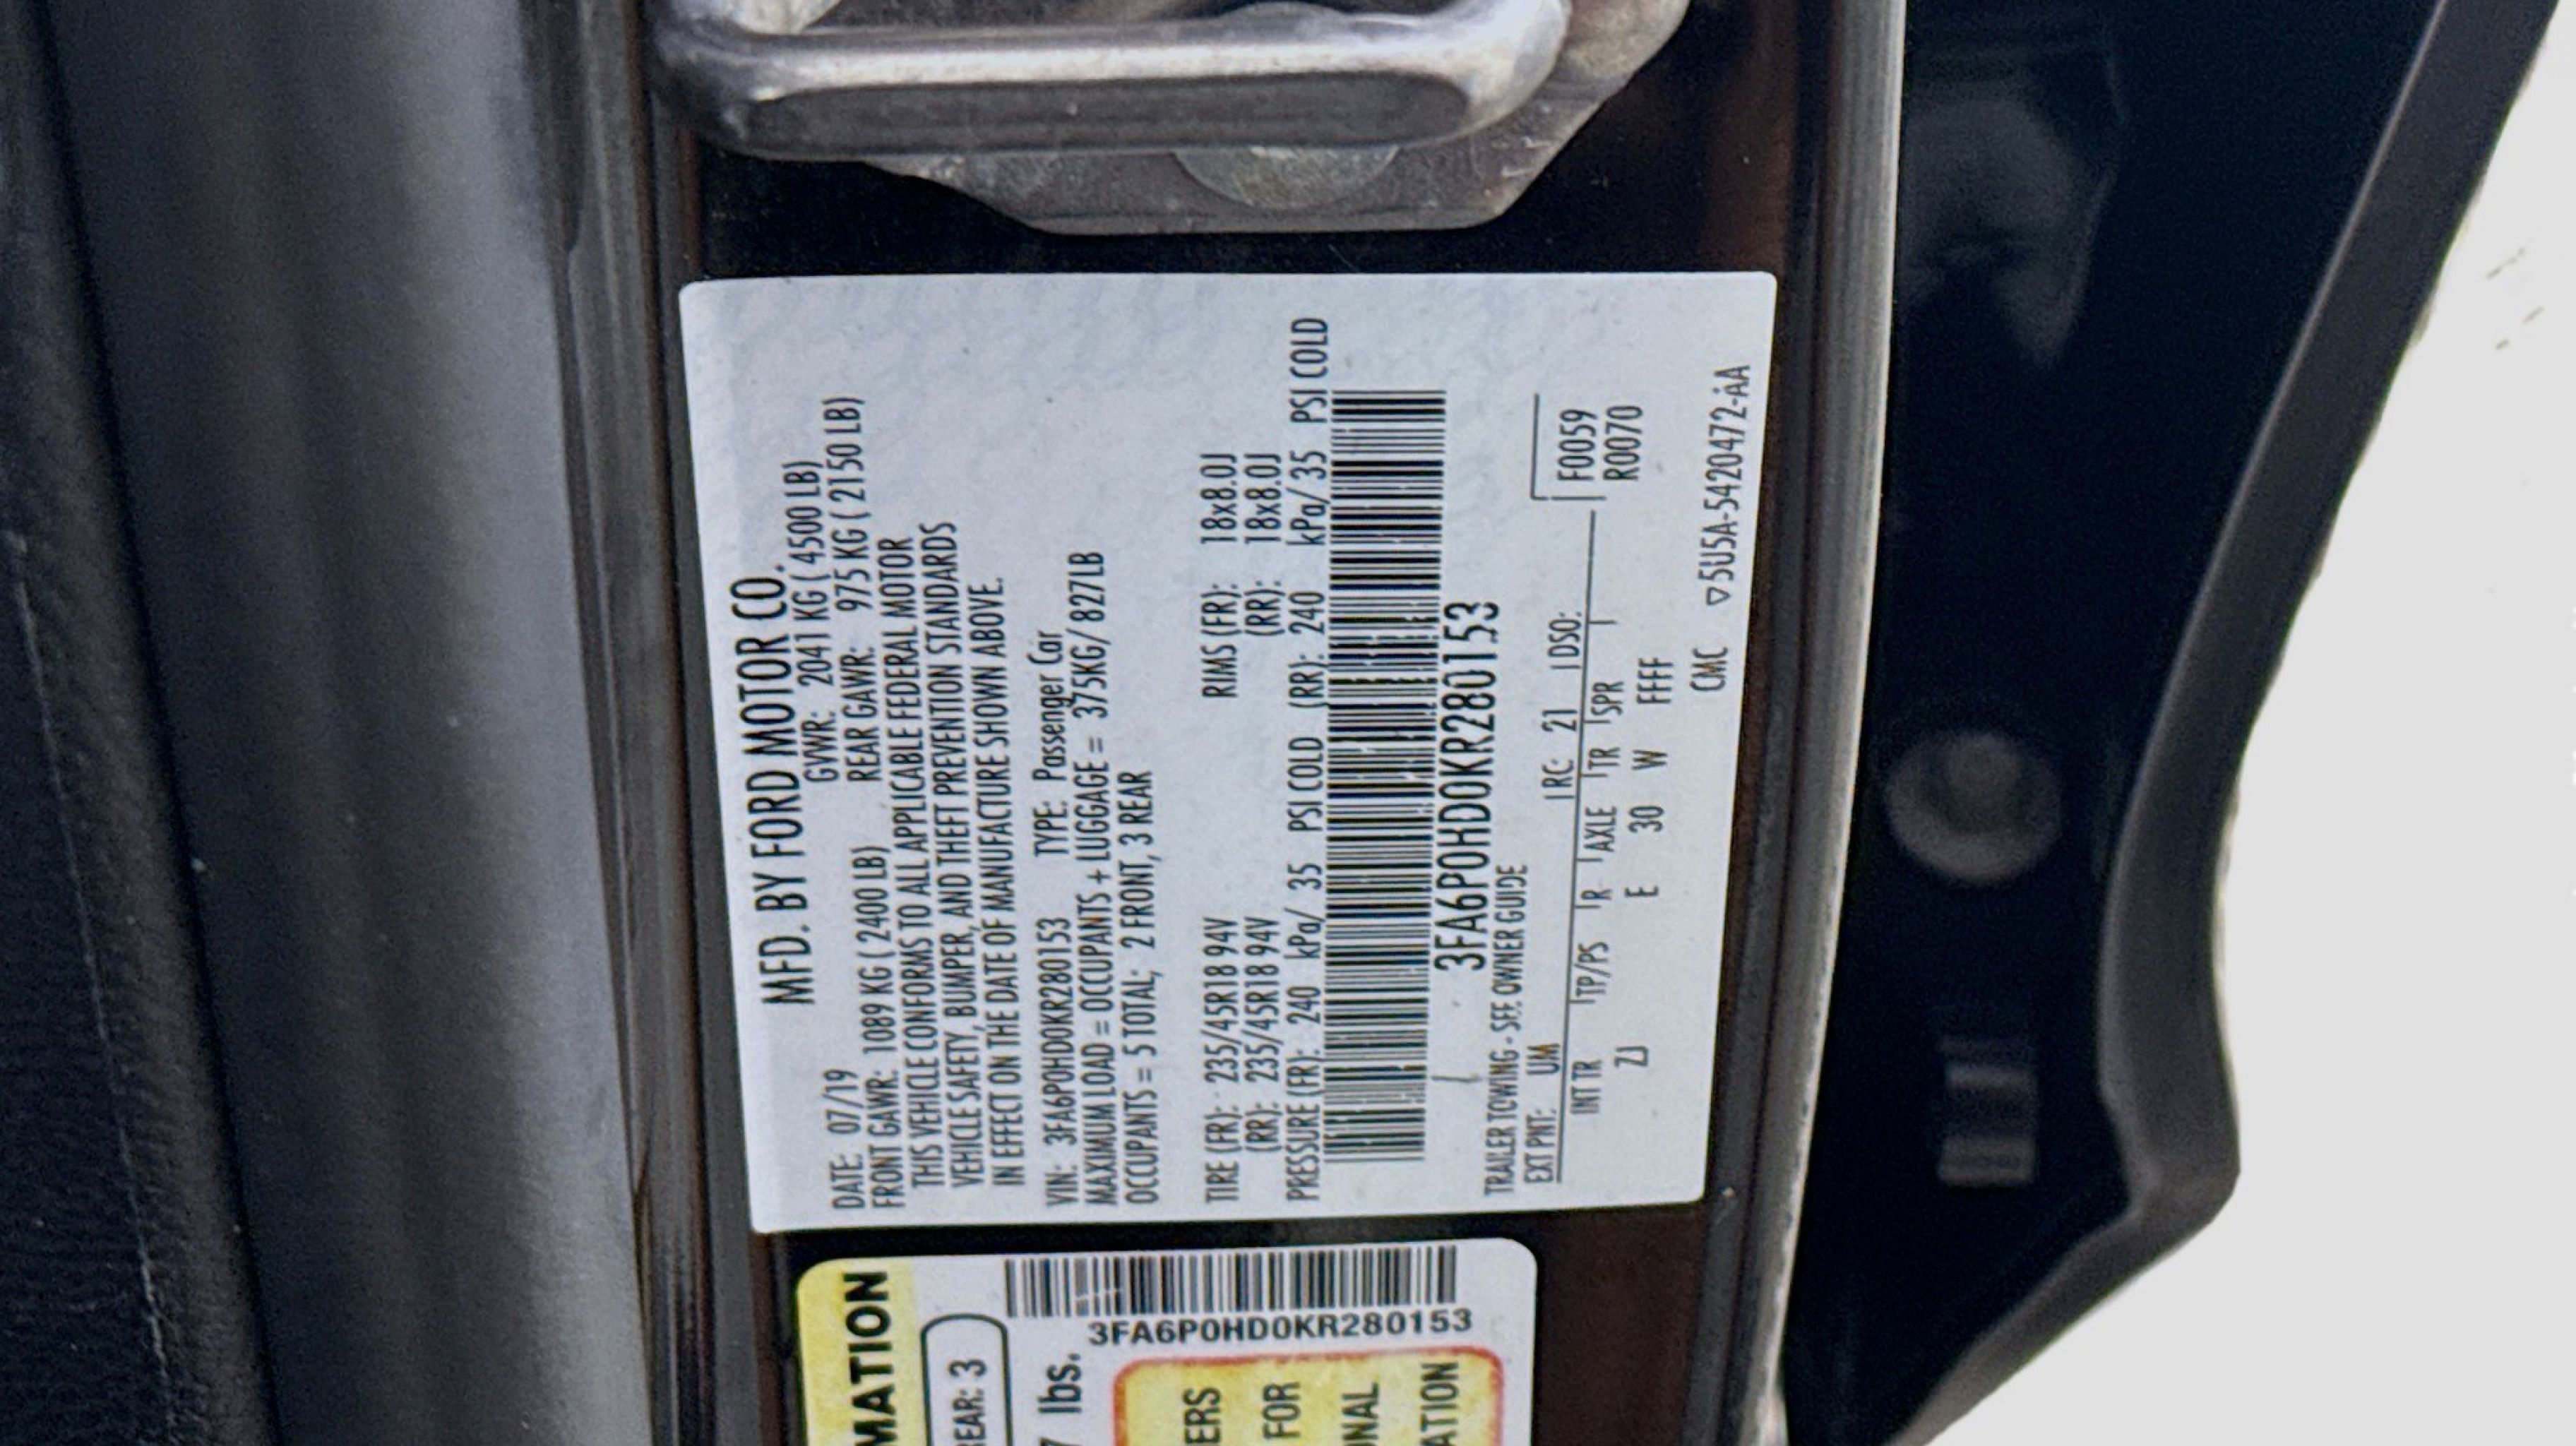 MFD. BY FORD MOTOR CO.
DATE: 07/19 GVWR: 2041 KG ( 4500 LB)
FRONT GAWR: 1089 KG ( 2400 LB) REAR GAWR: 975 KG ( 2150 LB)
THIS VEHICLE CONFORMS TO ALL APPLICABLE FEDERAL MOTOR
VEHICLE SAFETY, BUMPER, AND THEFT PREVENTION STANDARDS
IN EFFECT ON THE DATE OF MANUFACTURE SHOWN ABOVE.
VIN: 3FA6P0HD0KR280153 TYPE: Passenger Car
MAXIMUM LOAD = OCCUPANTS + LUGGAGE = 375KG/ 827LB
OCCUPANTS = 5 TOTAL; 2 FRONT, 3 REAR
TIRE (FR): 235/45R18 94V RIMS (FR): 18x8.0J
(RR): 235/45R18 94V (RR): 18x8.0J
PRESSURE (FR): 240 kPa/ 35 PSI COLD (RR): 240 kPa/ 35 PSI COLD
3FA6P0HD0KR280153
TRAILER TOWING - SEE OWNER GUIDE
EXT PNT: UM RC: 21 DSO:
INT TR TP/PS R AXLE TR SPR F0059
ZJ E 30 W FFFF R0070
CMC ▽5U5A-5420472-AA
MATION
REAR: 3
3FA6P0HD0KR280153
7 lbs.
ERS
FOR
ONAL
ATION